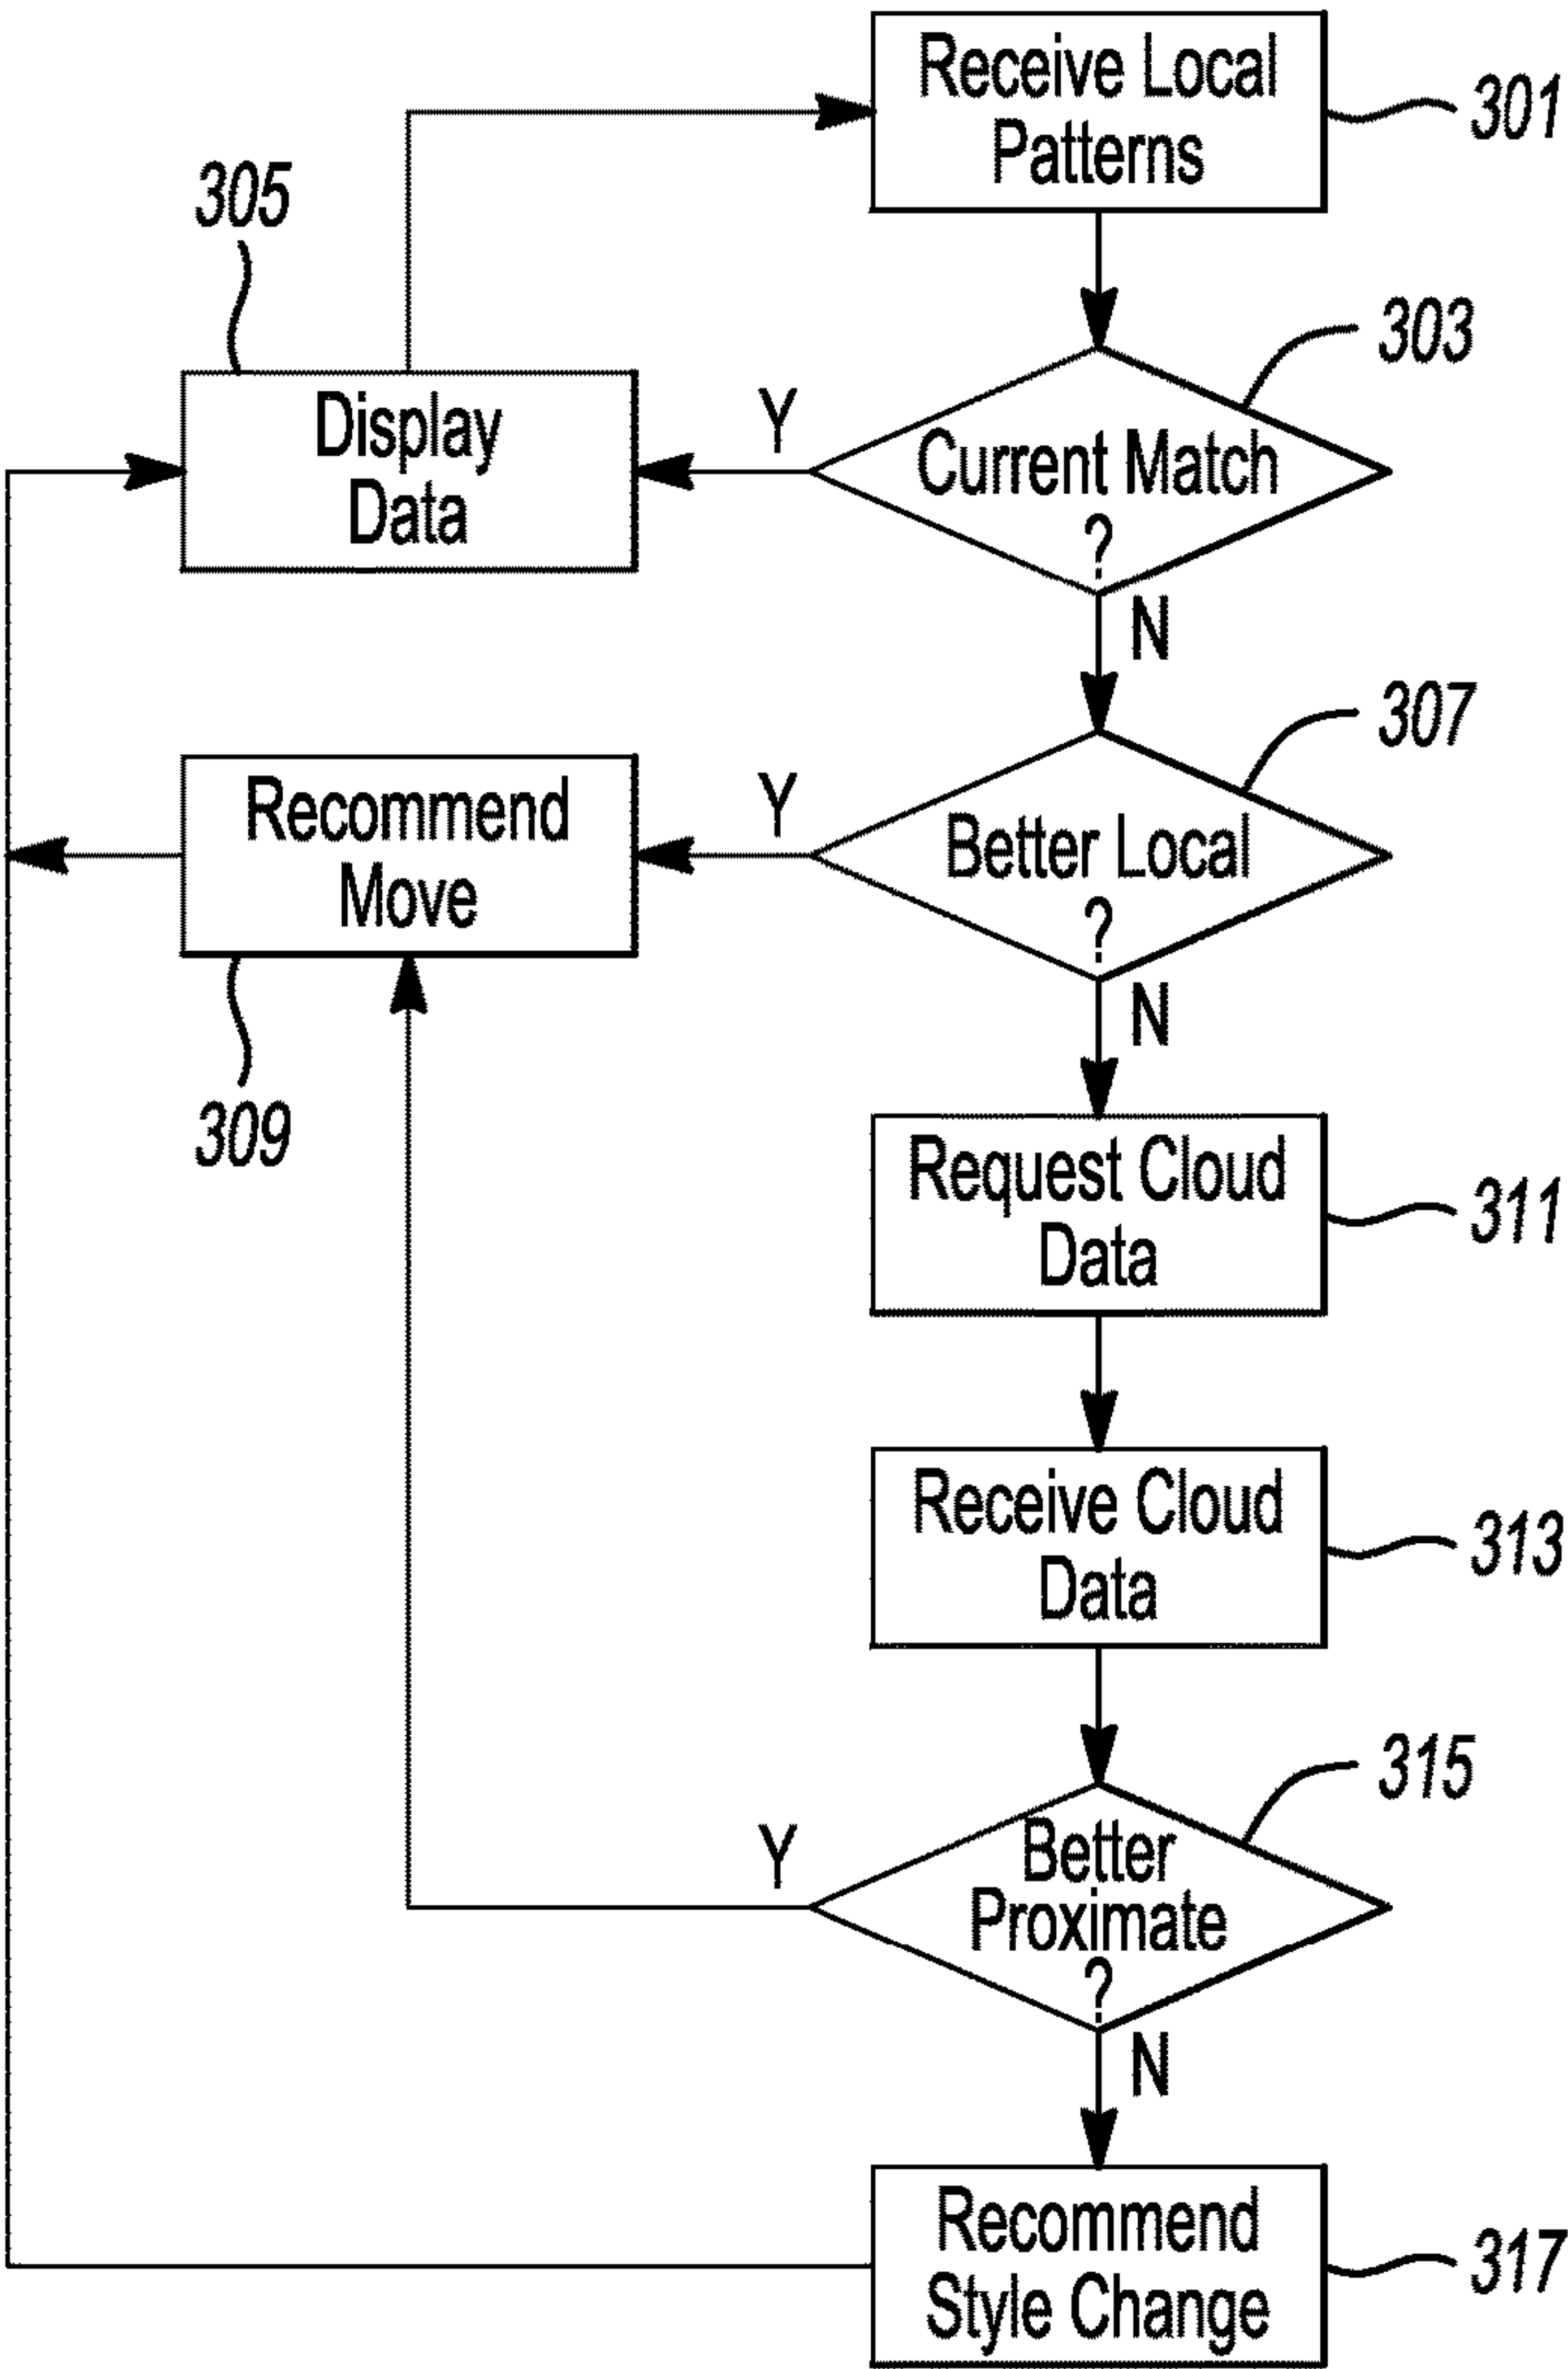 Receive Local
Patterns
301
305
303
Display
Data
Y
Current Match
?
N
307
Recommend
Move
Y
Better Local
?
N
309
Request Cloud
Data
311
Receive Cloud
Data
313
315
Y
Better
Proximate
?
N
Recommend
Style Change
317